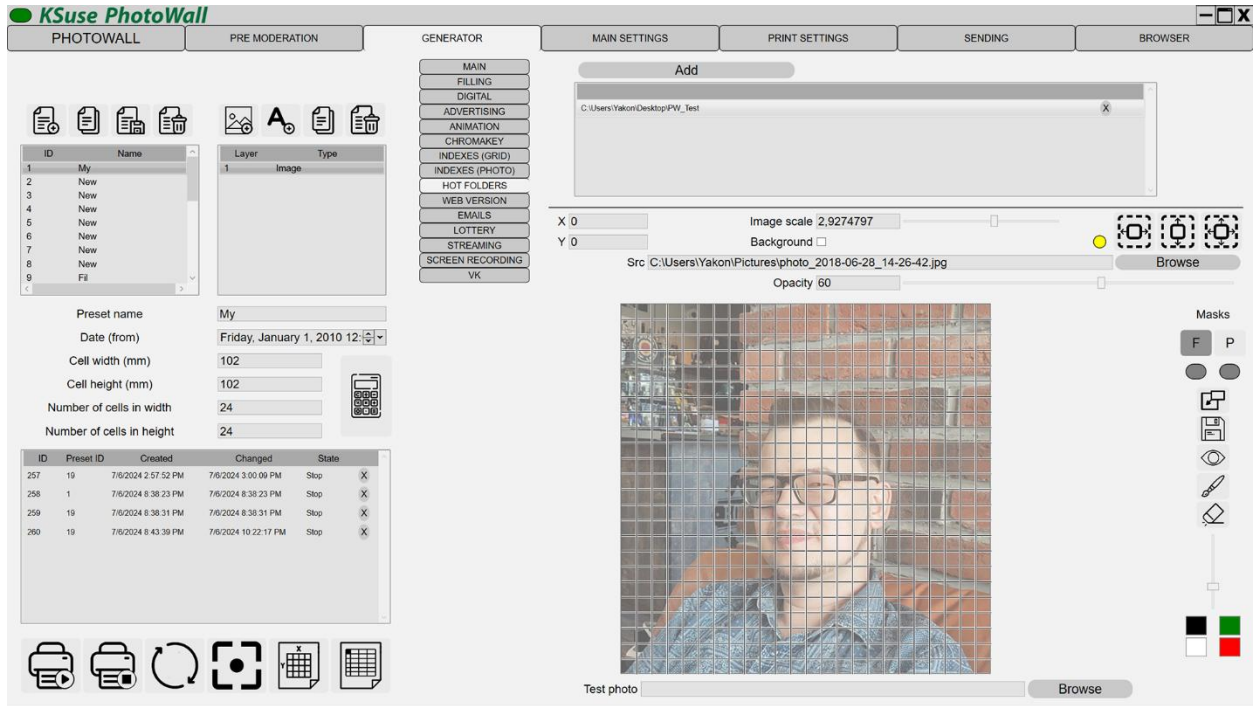 KSuse PhotoWall
PHOTOWALL PRE MODERATION GENERATOR MAIN SETTINGS PRINT SETTINGS SENDING BROWSER
MAIN
FILLING
DIGITAL
ADVERTISING
ANIMATION
CHROMAKEY
INDEXES (GRID)
INDEXES (PHOTO)
HOT FOLDERS
WEB VERSION
EMAILS
LOTTERY
STREAMING
SCREEN RECORDING
VK
ID Name
1 My
2 New
3 New
4 New
5 New
6 New
7 New
8 New
9 Fil
Layer Type
1 Image
Preset name My
Date (from) Friday, January 1, 2010 12:
Cell width (mm) 102
Cell height (mm) 102
Number of cells in width 24
Number of cells in height 24
ID Preset ID Created Changed State
257 19 7/6/2024 2:57:52 PM 7/6/2024 3:00:09 PM Stop X
258 1 7/6/2024 8:38:23 PM 7/6/2024 8:38:23 PM Stop X
259 19 7/6/2024 8:38:31 PM 7/6/2024 8:38:31 PM Stop X
260 19 7/6/2024 8:43:39 PM 7/6/2024 10:22:17 PM Stop X
Add
C:\Users\Yakon\Desktop\PW_Test X
X 0 Image scale 2,9274797
Y 0 Background
Src C:\Users\Yakon\Pictures\photo_2018-06-28_14-26-42.jpg Browse
Opacity 60
Masks
F P
Test photo Browse